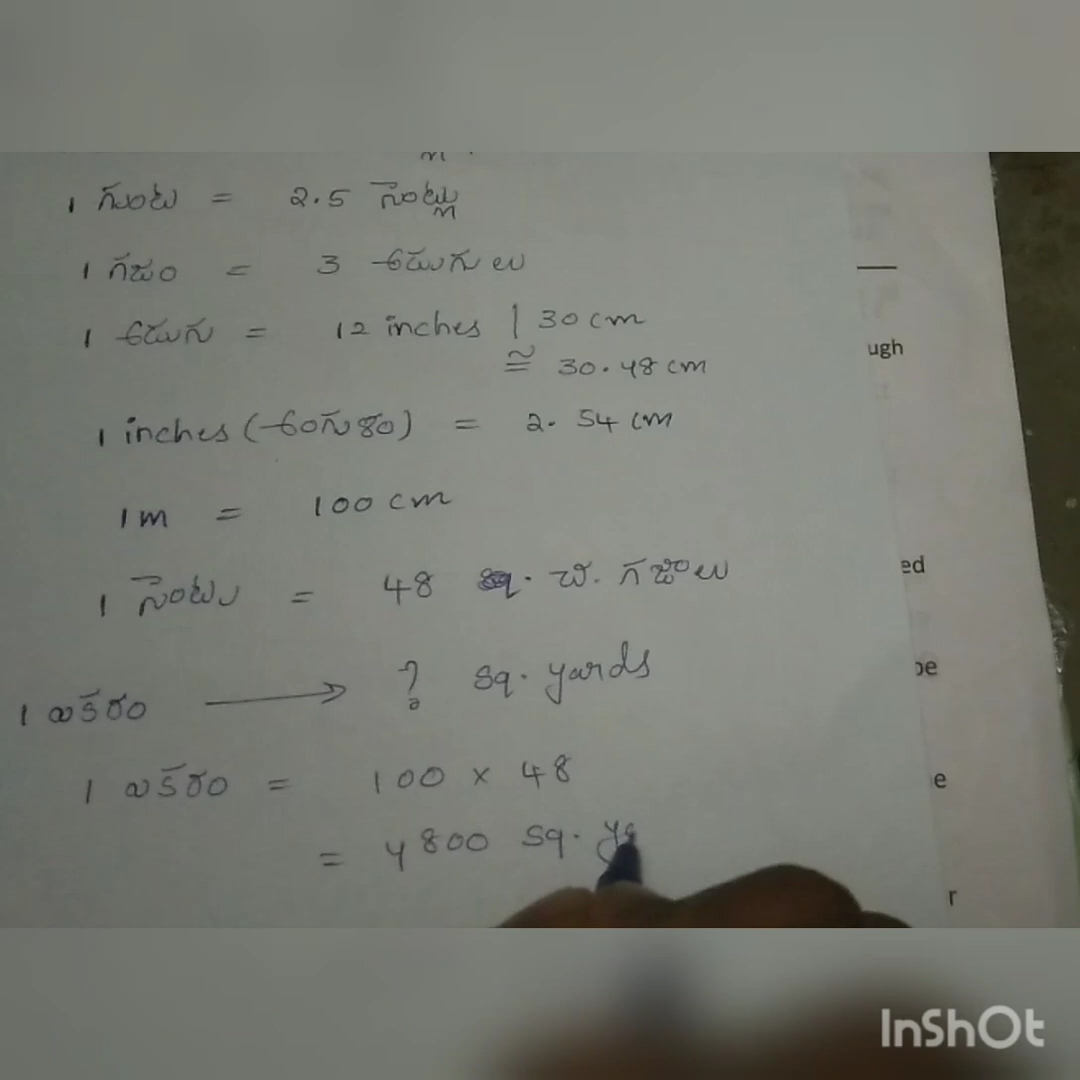 1 గుంట = 2.5 సెంట్లు
1 గజం = 3 అడుగులు
1 అడుగు = 12 inches | 30 cm
≅ 30.48 cm
1 inches (అంగుళం) = 2.54 cm
1m = 100 cm
1 సెంటు = 48 చ. గజాలు
1 ఎకరం → ? sq. yards
1 ఎకరం = 100 x 48
= 4800 sq. ya
ugh
ed
be
e
r
InShOt